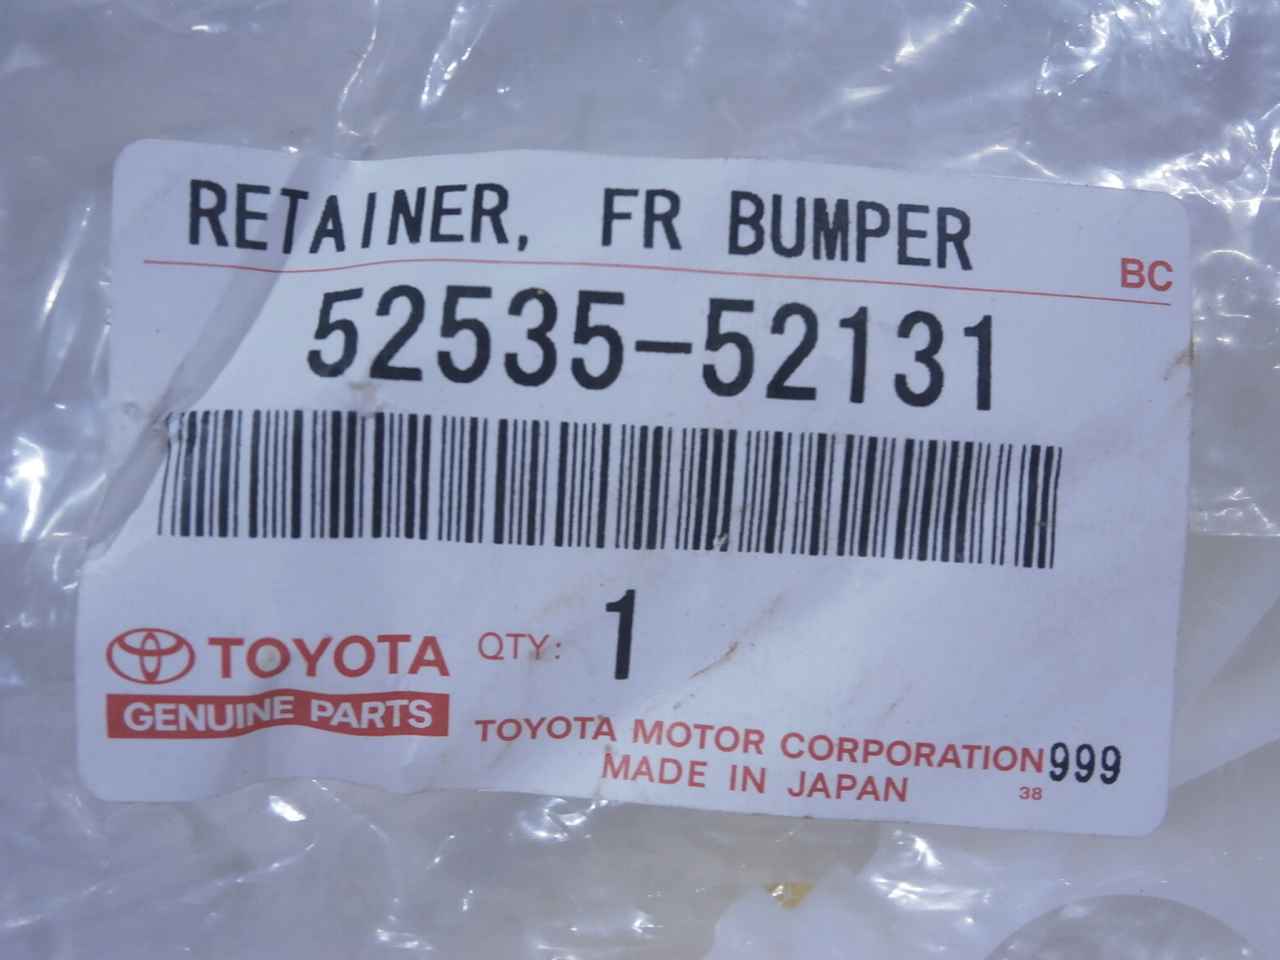 RETAINER, FR BUMPER
BC
52535-52131
QTY: 1
TOYOTA
GENUINE PARTS
TOYOTA MOTOR CORPORATION 999
MADE IN JAPAN
38